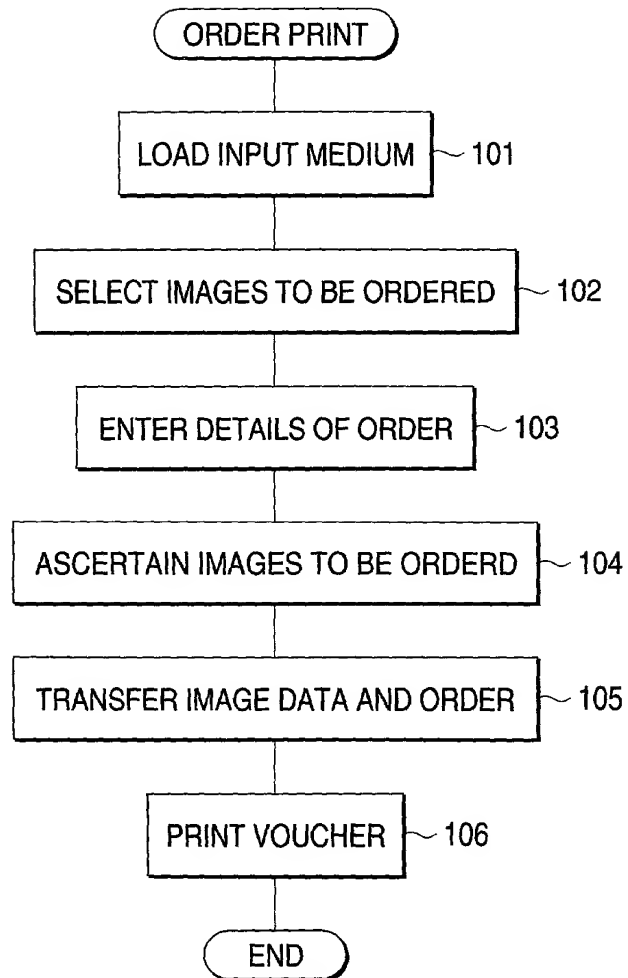 ORDER PRINT
LOAD INPUT MEDIUM 101
SELECT IMAGES TO BE ORDERED 102
ENTER DETAILS OF ORDER 103
ASCERTAIN IMAGES TO BE ORDERD 104
TRANSFER IMAGE DATA AND ORDER 105
PRINT VOUCHER 106
END